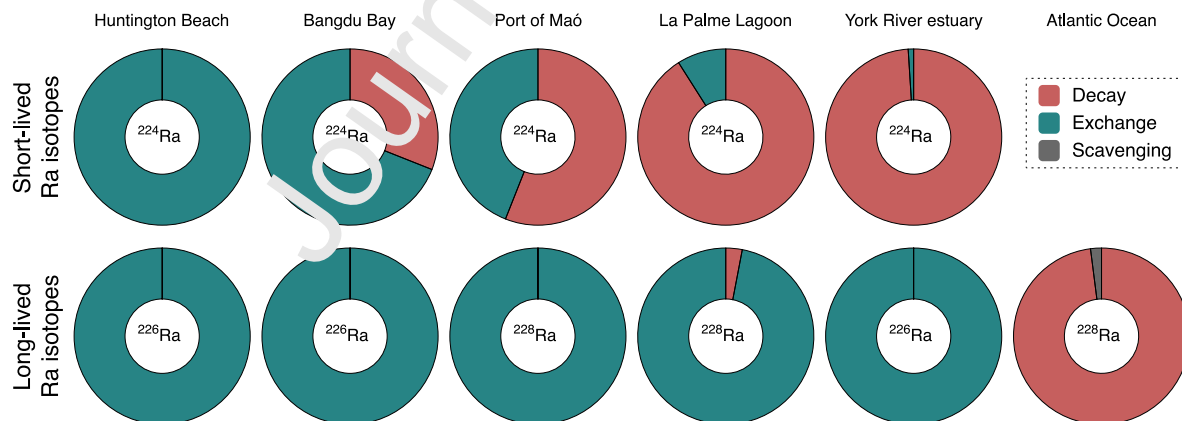 Huntington Beach Bangdu Bay Port of Maó La Palme Lagoon York River estuary Atlantic Ocean
Short-lived
Ra isotopes
224Ra 224Ra 224Ra 224Ra 224Ra
Decay
Exchange
Scavenging
Journ
Long-lived
Ra isotopes
226Ra 226Ra 228Ra 228Ra 226Ra 228Ra